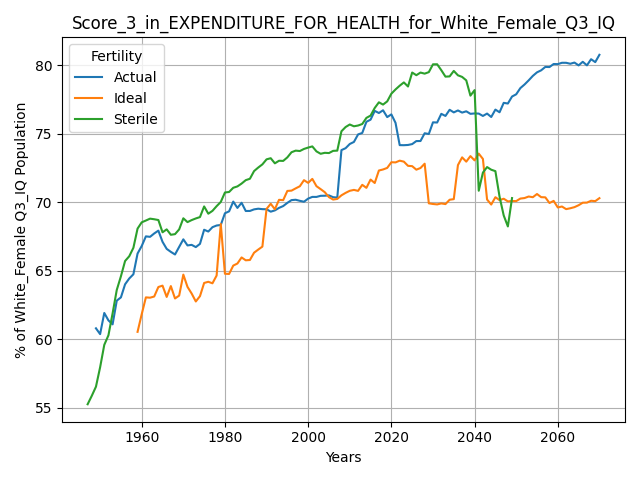 Score_3_in_EXPENDITURE_FOR_HEALTH_for_White_Female_Q3_IQ
Fertility
Actual
Ideal
Sterile
% of White_Female Q3_IQ Population
80
75
70
65
60
55
1960
1980
2000
2020
2040
2060
Years